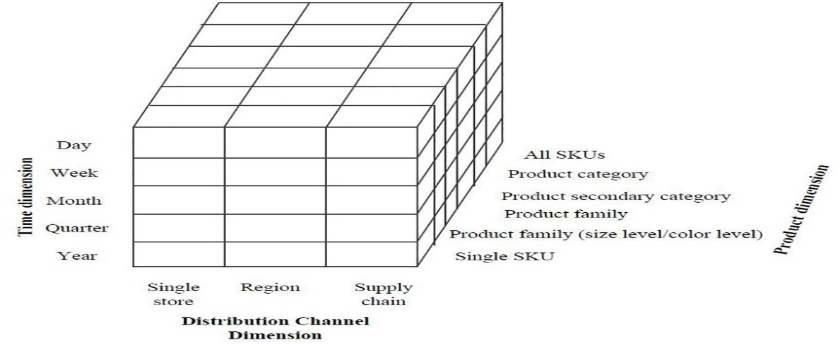 Time dimension
Day
Week
Month
Quarter
Year
Single
store
Region
Supply
chain
Distribution Channel
Dimension
All SKUs
Product category
Product secondary category
Product family
Product family (size level/color level)
Single SKU
Product dimension